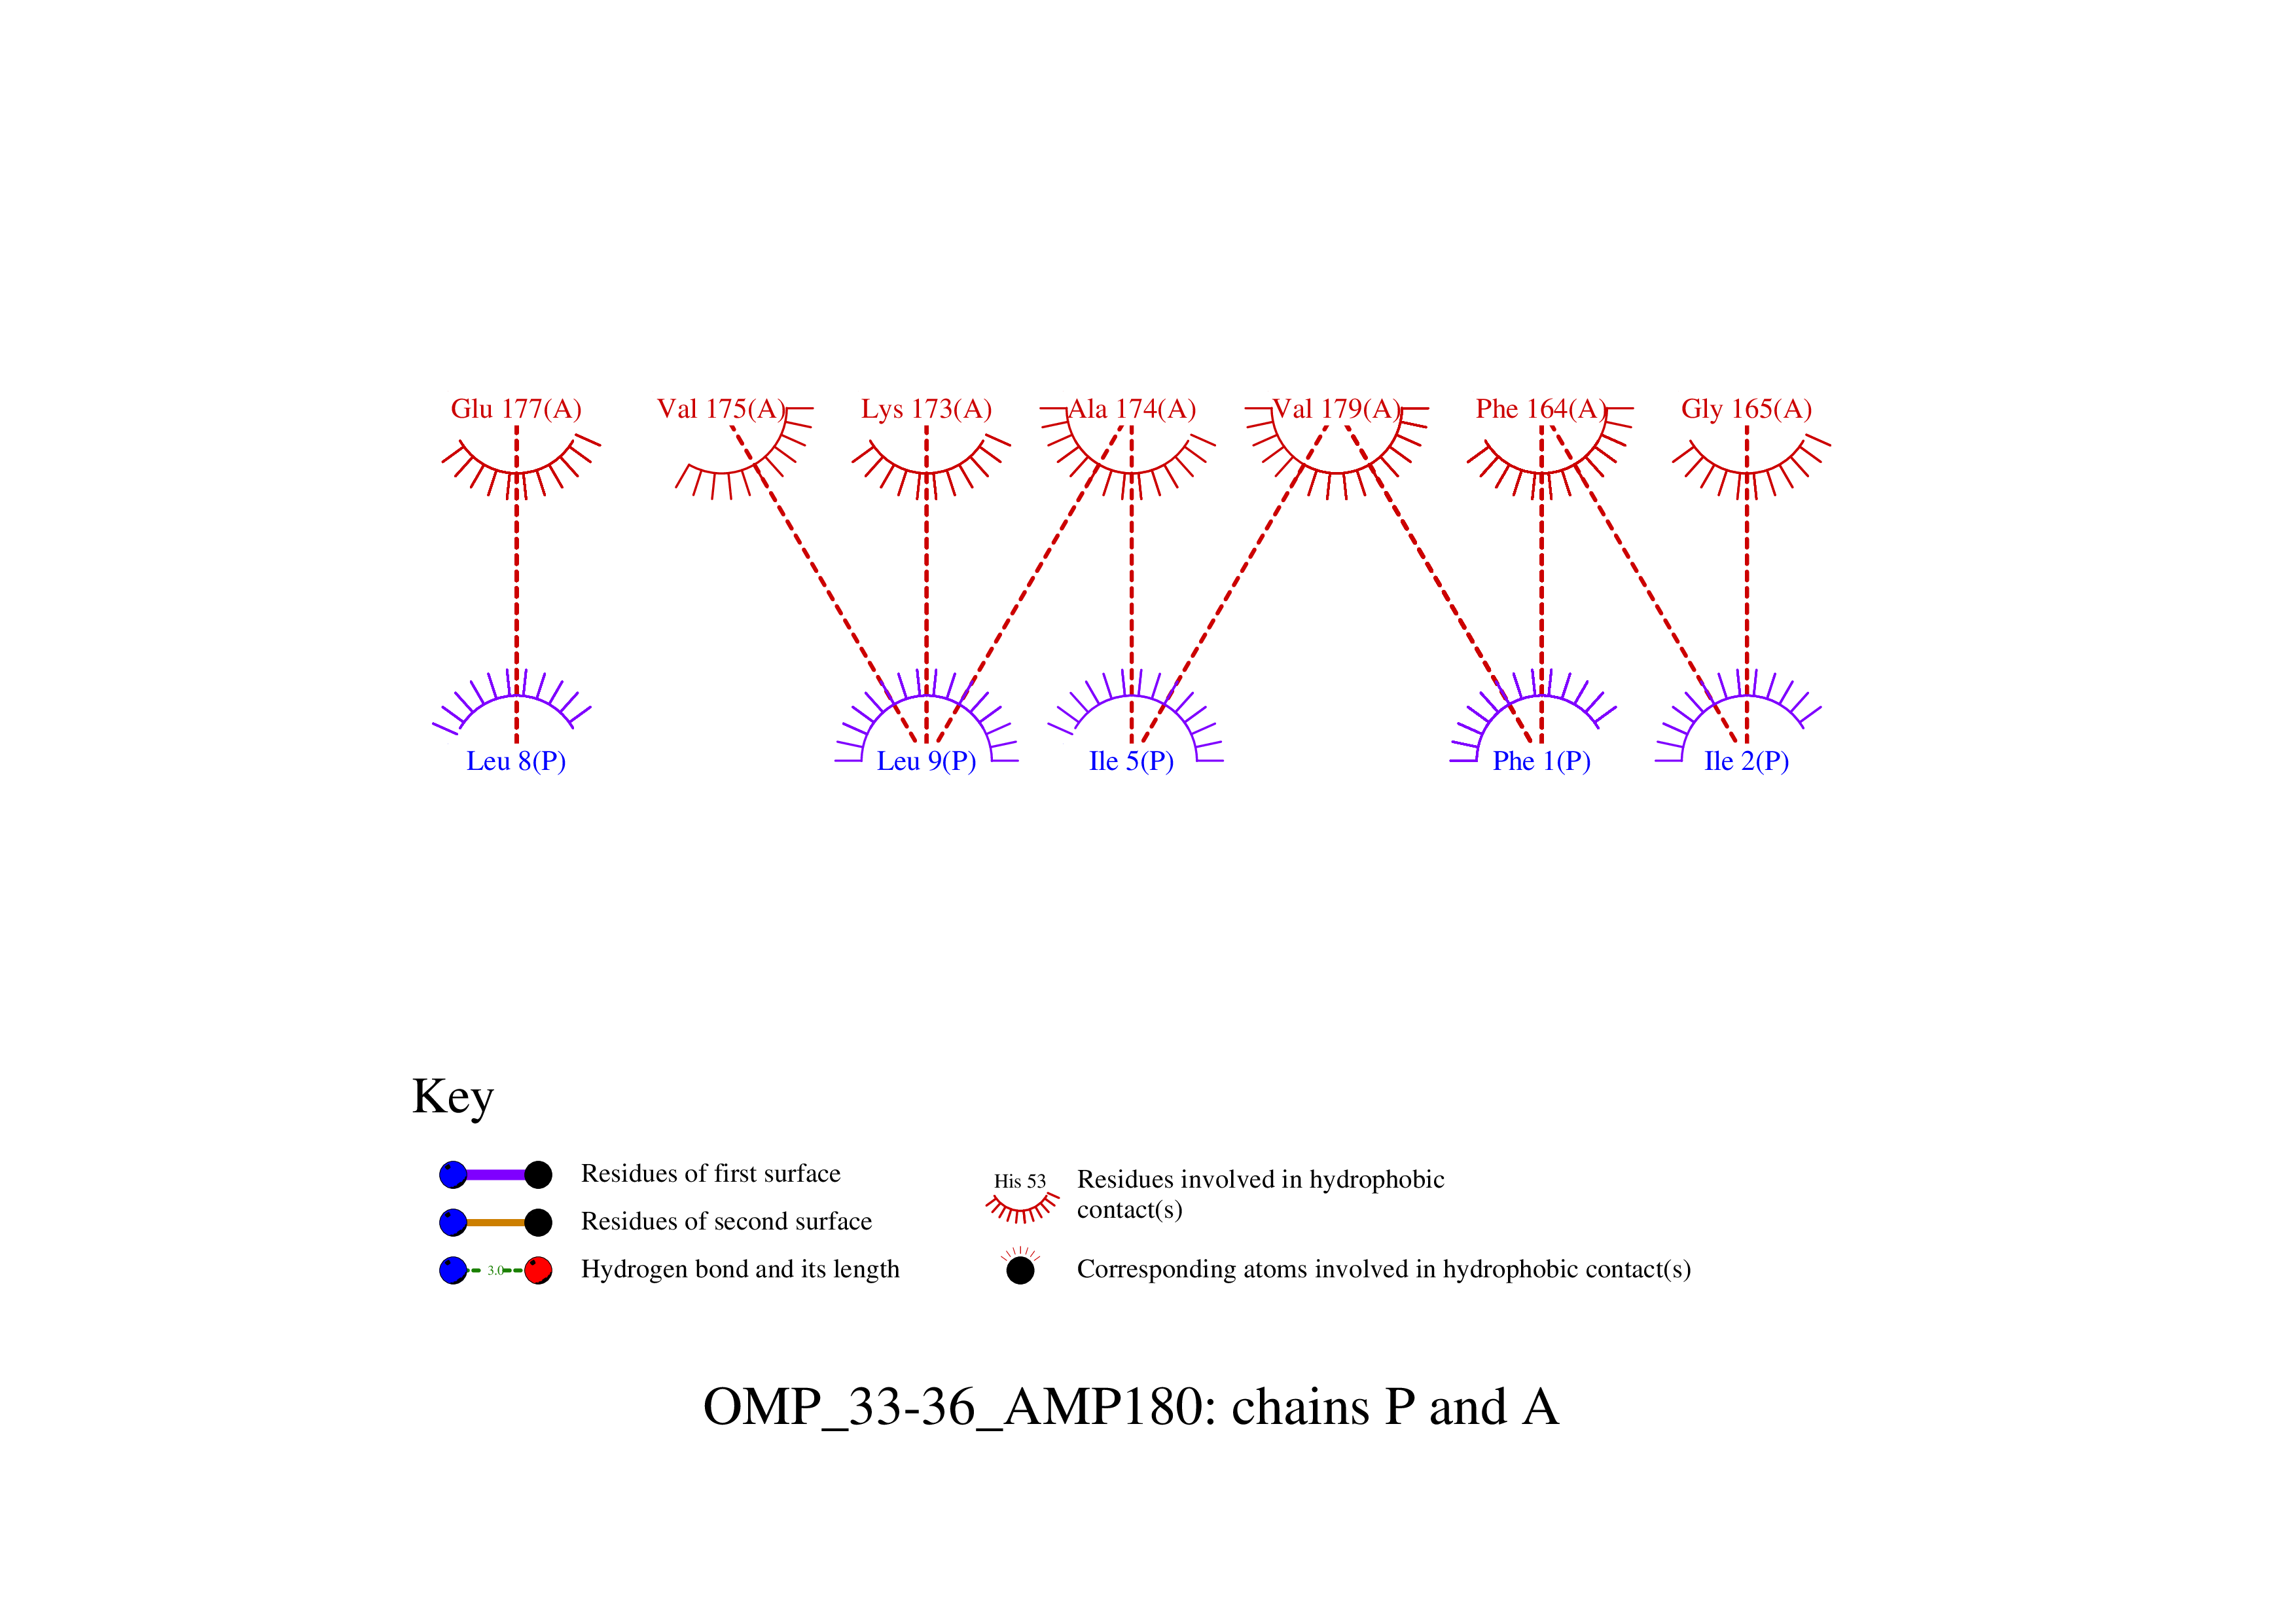 Glu 177(A) Val 175(A) Lys 173(A) Ala 174(A) Val 179(A) Phe 164(A) Gly 165(A)
Leu 8(P) Leu 9(P) Ile 5(P) Phe 1(P) Ile 2(P)
Key
Residues of first surface
Residues of second surface
3.0 Hydrogen bond and its length
His 53 Residues involved in hydrophobic
contact(s)
Corresponding atoms involved in hydrophobic contact(s)
OMP_33-36_AMP180: chains P and A